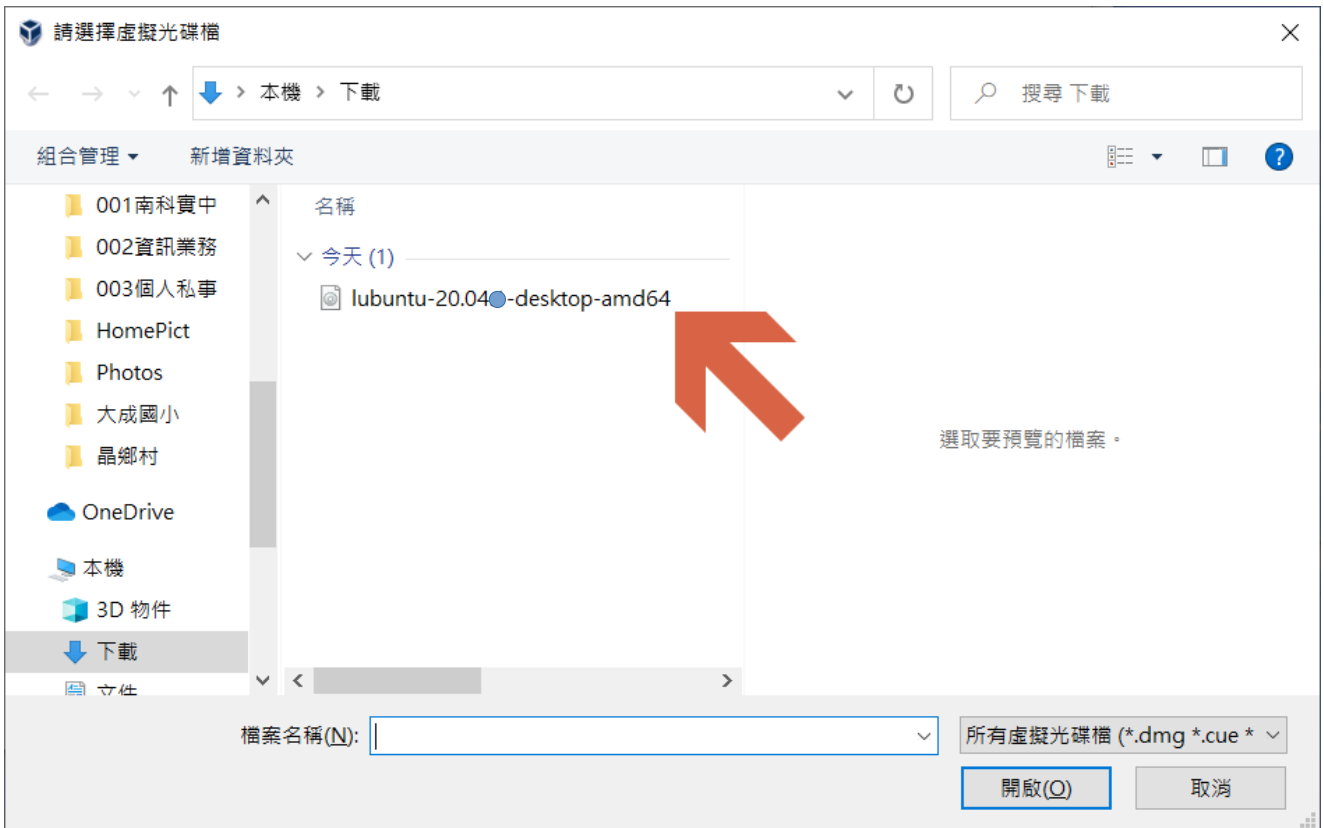 請選擇虛擬光碟檔
本機 > 下載
搜尋 下載
組合管理
新增資料夾
001南科實中
002資訊業務
003個人私事
HomePict
Photos
大成國小
晶鄉村
OneDrive
本機
3D 物件
下載
文件
名稱
今天 (1)
lubuntu-20.04-desktop-amd64
選取要預覽的檔案。
檔案名稱(N):
所有虛擬光碟檔 (*.dmg *.cue *
開啟(O)
取消